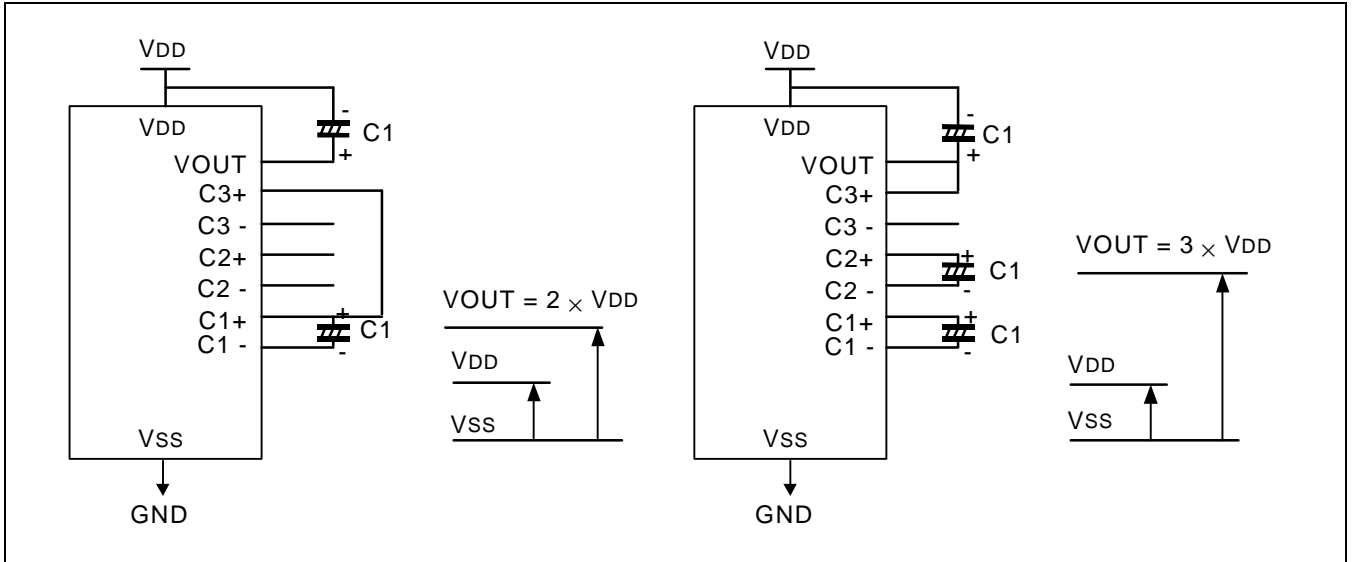 VDD
VDD
- C1
+
VOUT
C3+
C3 -
C2+
C2 -
C1+
C1 -
+ C1
-
VSS
GND
VOUT = 2 × VDD
VDD
VSS
VDD
VDD
- C1
+
VOUT
C3+
C3 -
C2+
C2 -
+ C1
-
C1+
C1 -
+ C1
-
VSS
GND
VOUT = 3 × VDD
VDD
VSS